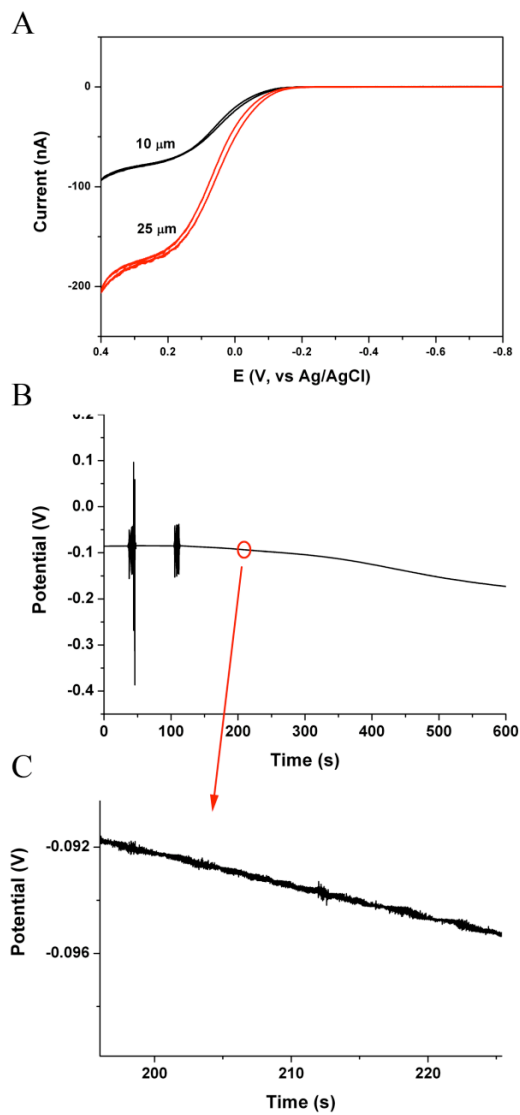 A
0
-100
-200
Current (nA)
10 μm
25 μm
0.4 0.2 0.0 -0.2 -0.4 -0.6 -0.8
E (V, vs Ag/AgCl)
B
0.2
0.1
0.0
-0.1
-0.2
-0.3
-0.4
Potential (V)
0 100 200 300 400 500 600
Time (s)
C
-0.092
-0.096
Potential (V)
200 210 220
Time (s)